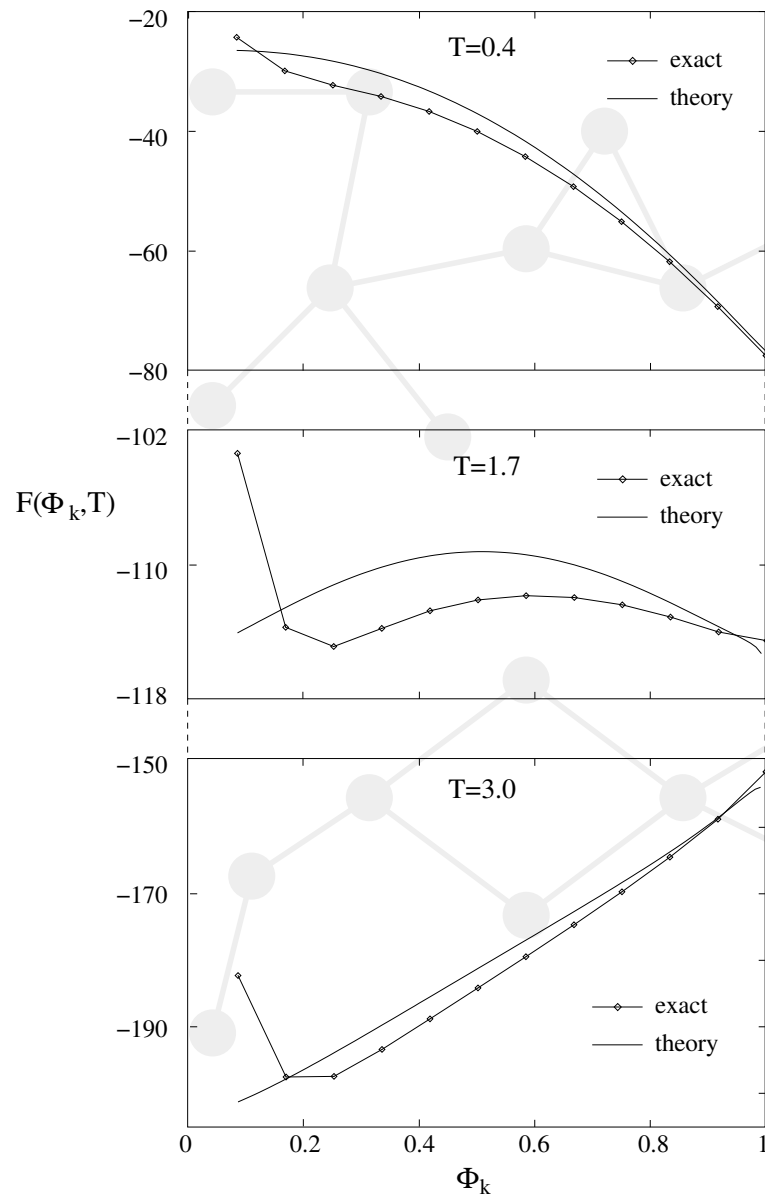 −20
T=0.4
exact
theory
−40
−60
−80
−102
T=1.7
exact
theory
F(Φk,T)
−110
−118
−150
T=3.0
−170
exact
theory
−190
0 0.2 0.4 0.6 0.8 1
Φk